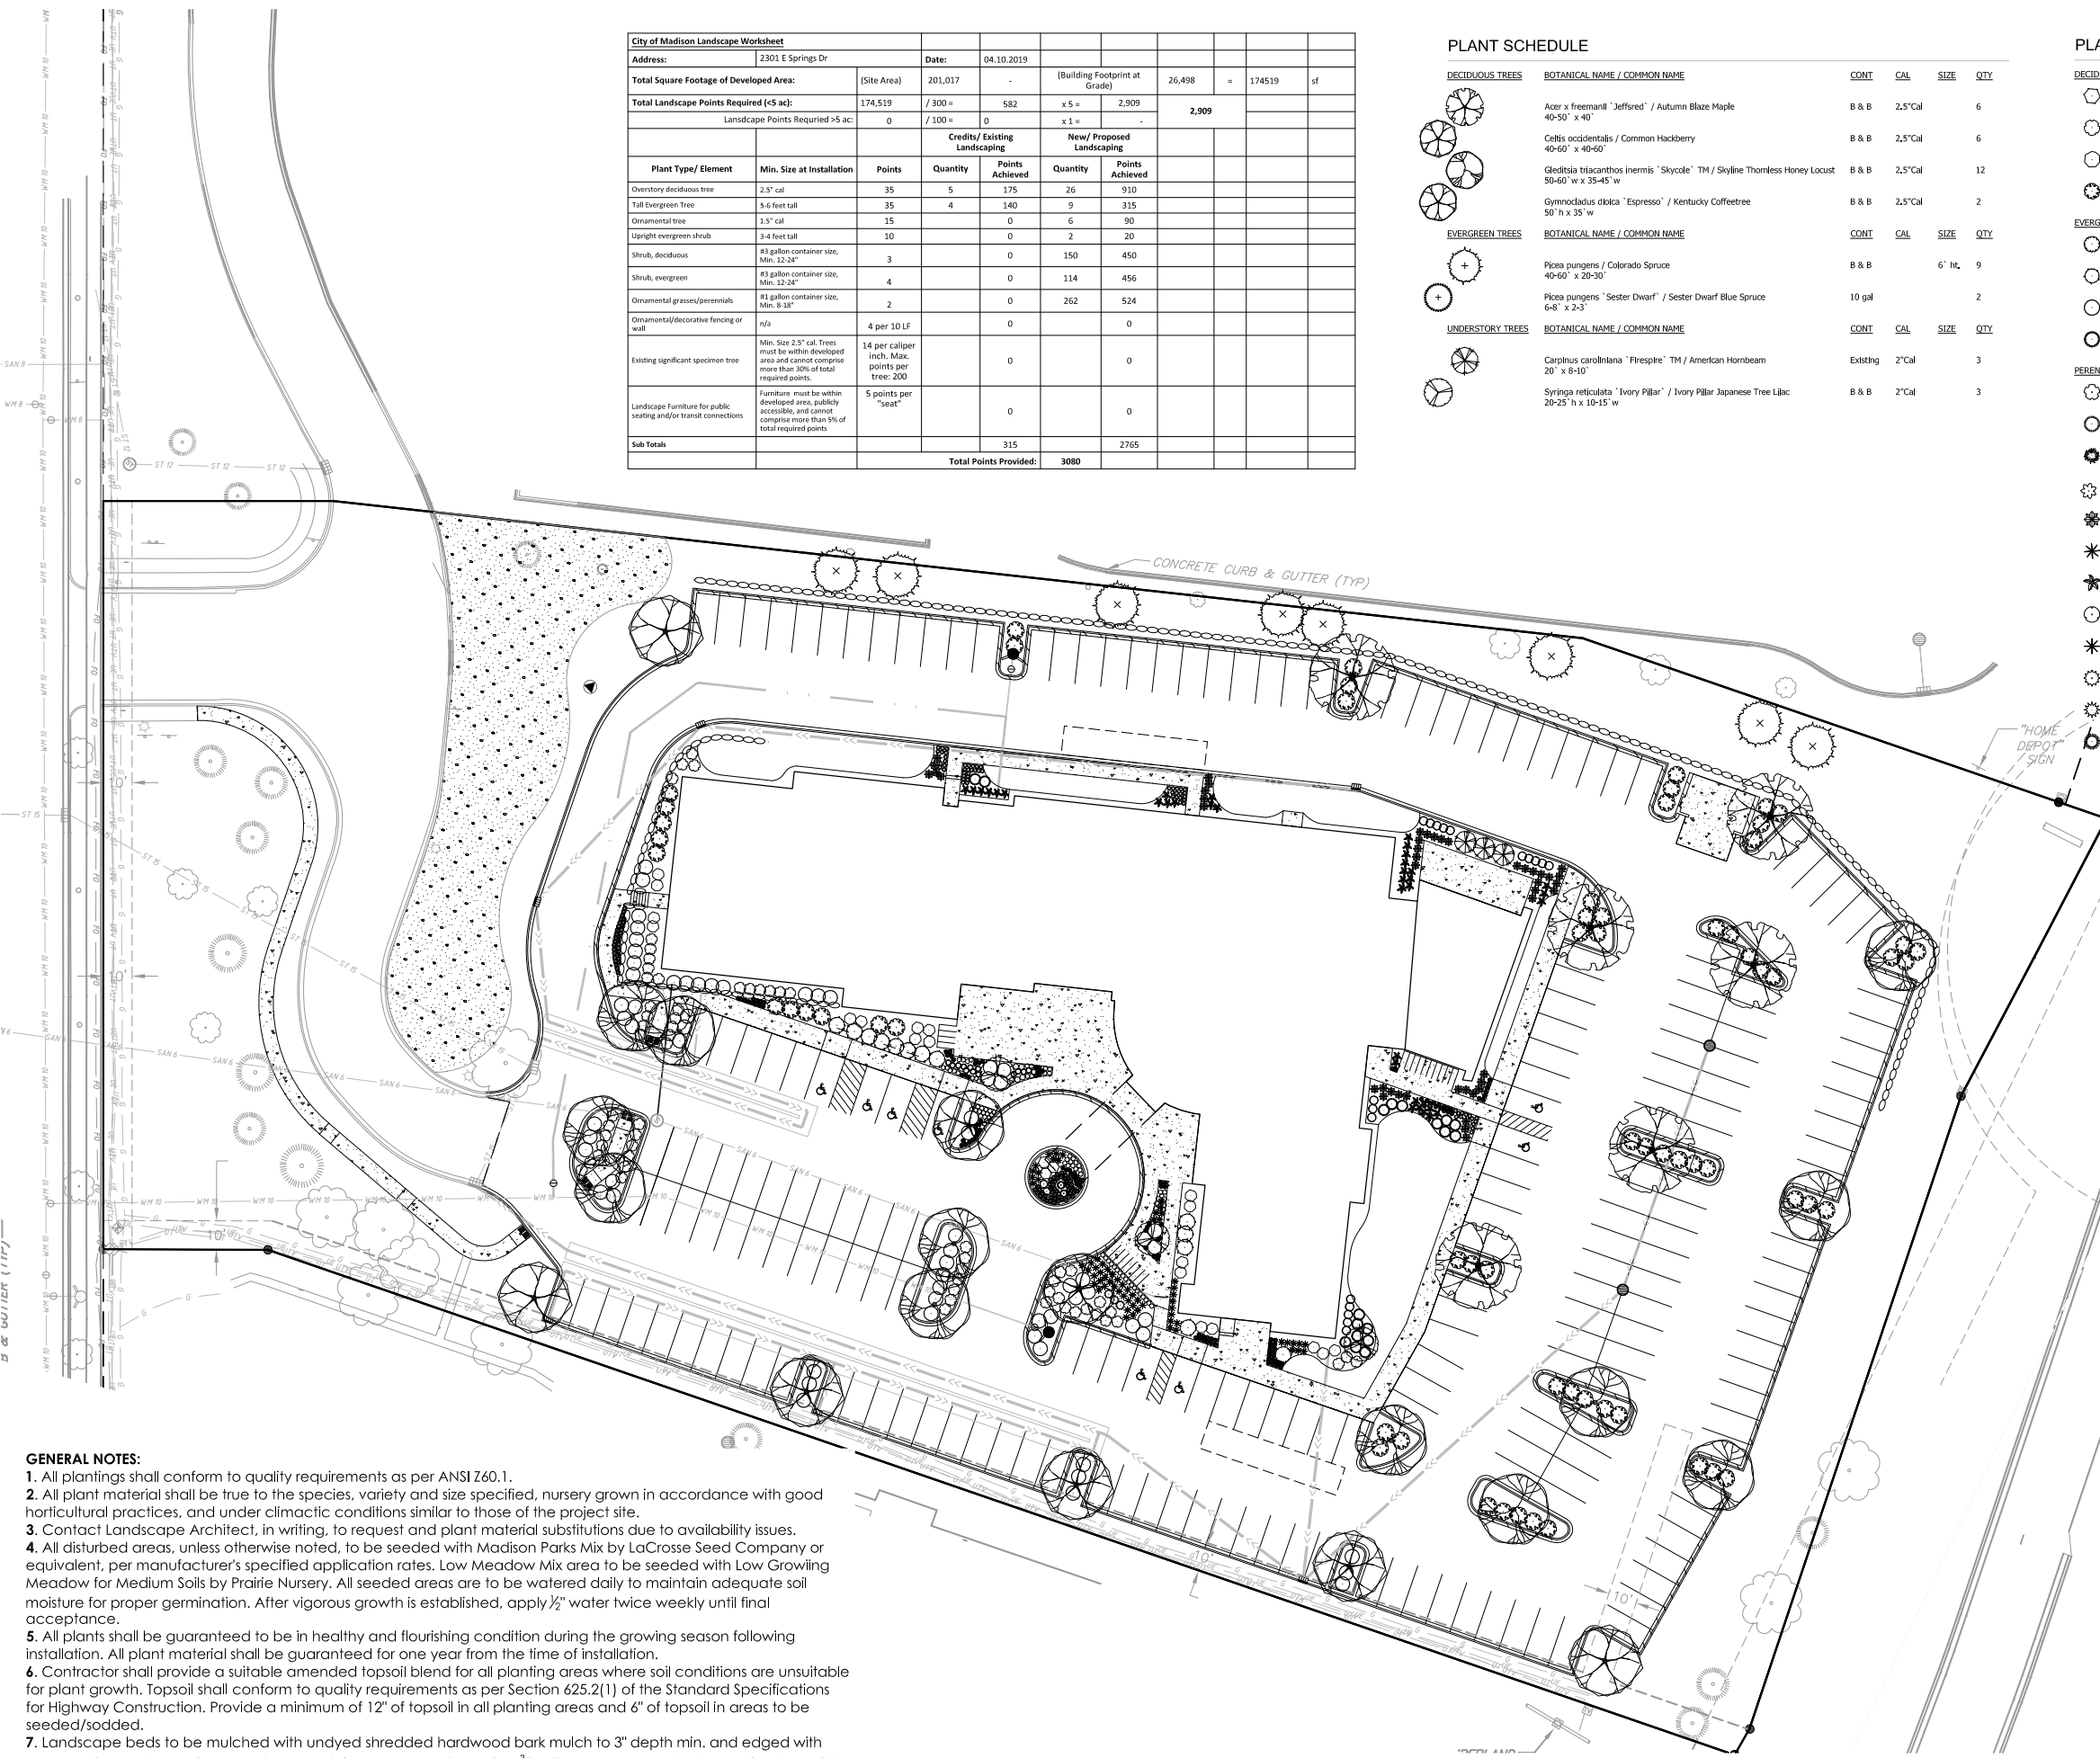 City of Madison Landscape Worksheet
Address: 2301 E Springs Dr Date: 04.10.2019
Total Square Footage of Developed Area: (Site Area) 201,017 - (Building Footprint at Grade) 26,498 = 174519 sf
Total Landscape Points Required (<5 ac): 174,519 / 300 = 582 x 5 = 2,909 2,909
Lansdcape Points Requried >5 ac: 0 / 100 = 0 x 1 = -
Credits/ Existing Landscaping New/ Proposed Landscaping
Plant Type/ Element Min. Size at Installation Points Quantity Points Achieved Quantity Points Achieved
Overstory deciduous tree 2.5" cal 35 5 175 26 910
Tall Evergreen Tree 5-6 feet tall 35 4 140 9 315
Ornamental tree 1.5" cal 15 0 6 90
Upright evergreen shrub 3-4 feet tall 10 0 2 20
Shrub, deciduous #3 gallon container size, Min. 12-24" 3 0 150 450
Shrub, evergreen #3 gallon container size, Min. 12-24" 4 0 114 456
Ornamental grasses/perennials #1 gallon container size, Min. 8-18" 2 0 262 524
Ornamental/decorative fencing or wall n/a 4 per 10 LF 0 0
Existing significant specimen tree Min. Size 2.5" cal. Trees must be within developed area and cannot comprise more than 30% of total required points. 14 per caliper inch. Max. points per tree: 200 0 0
Landscape Furniture for public seating and/or transit connections Furniture must be within developed area, publicly accessible, and cannot comprise more than 5% of total required points 5 points per "seat" 0 0
Sub Totals 315 2765
Total Points Provided: 3080
PLANT SCHEDULE
DECIDUOUS TREES BOTANICAL NAME / COMMON NAME CONT CAL SIZE QTY
Acer x freemanii `Jeffsred` / Autumn Blaze Maple B & B 2.5"Cal 6
40-50` x 40`
Celtis occidentalis / Common Hackberry B & B 2.5"Cal 6
40-60` x 40-60`
Gleditsia triacanthos inermis `Skycole` TM / Skyline Thornless Honey Locust B & B 2.5"Cal 12
50-60`w x 35-45`w
Gymnocladus dioica `Espresso` / Kentucky Coffeetree B & B 2.5"Cal 2
50`h x 35`w
EVERGREEN TREES BOTANICAL NAME / COMMON NAME CONT CAL SIZE QTY
Picea pungens / Colorado Spruce B & B 6` ht. 9
40-60` x 20-30`
Picea pungens `Sester Dwarf` / Sester Dwarf Blue Spruce 10 gal 2
6-8` x 2-3`
UNDERSTORY TREES BOTANICAL NAME / COMMON NAME CONT CAL SIZE QTY
Carpinus caroliniana `Firespire` TM / American Hornbeam Existing 2"Cal 3
20` x 8-10`
Syringa reticulata `Ivory Pillar` / Ivory Pillar Japanese Tree Lilac B & B 2"Cal 3
20-25`h x 10-15`w
PLA
DECID
EVERG
PEREN
SAN 8
WM 8
ST 12 ST 12 ST 12
CONCRETE CURB & GUTTER (TYP)
"HOME
DEPOT"
SIGN
ST 15
10'
10'
SAN 6
WM 10
10'
B & GUTTER (TYP)
10'
10'
GENERAL NOTES:
1. All plantings shall conform to quality requirements as per ANSI Z60.1.
2. All plant material shall be true to the species, variety and size specified, nursery grown in accordance with good
horticultural practices, and under climactic conditions similar to those of the project site.
3. Contact Landscape Architect, in writing, to request and plant material substitutions due to availability issues.
4. All disturbed areas, unless otherwise noted, to be seeded with Madison Parks Mix by LaCrosse Seed Company or
equivalent, per manufacturer's specified application rates. Low Meadow Mix area to be seeded with Low Growiing
Meadow for Medium Soils by Prairie Nursery. All seeded areas are to be watered daily to maintain adequate soil
moisture for proper germination. After vigorous growth is established, apply ½" water twice weekly until final
acceptance.
5. All plants shall be guaranteed to be in healthy and flourishing condition during the growing season following
installation. All plant material shall be guaranteed for one year from the time of installation.
6. Contractor shall provide a suitable amended topsoil blend for all planting areas where soil conditions are unsuitable
for plant growth. Topsoil shall conform to quality requirements as per Section 625.2(1) of the Standard Specifications
for Highway Construction. Provide a minimum of 12" of topsoil in all planting areas and 6" of topsoil in areas to be
seeded/sodded.
7. Landscape beds to be mulched with undyed shredded hardwood bark mulch to 3" depth min. and edged with